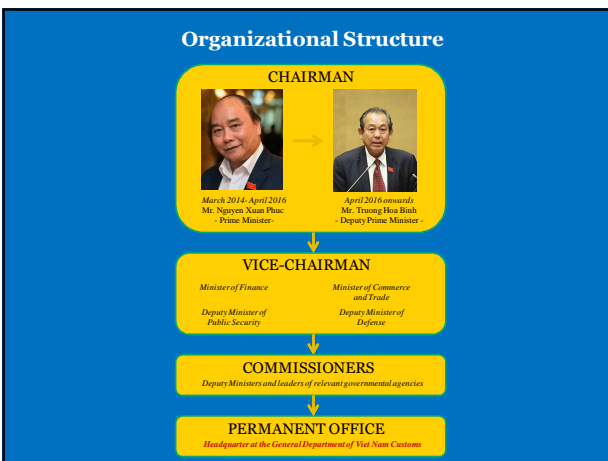 Organizational Structure
CHAIRMAN
March 2014- April 2016
Mr. Nguyen Xuan Phuc
- Prime Minister-
April 2016 onwards
Mr. Truong Hoa Binh
- Deputy Prime Minister -
VICE-CHAIRMAN
Minister of Finance
Minister of Commerce
and Trade
Deputy Minister of
Public Security
Deputy Minister of
Defense
COMMISSIONERS
Deputy Ministers and leaders of relevant governmental agencies
PERMANENT OFFICE
Headquarter at the General Department of Viet Nam Customs